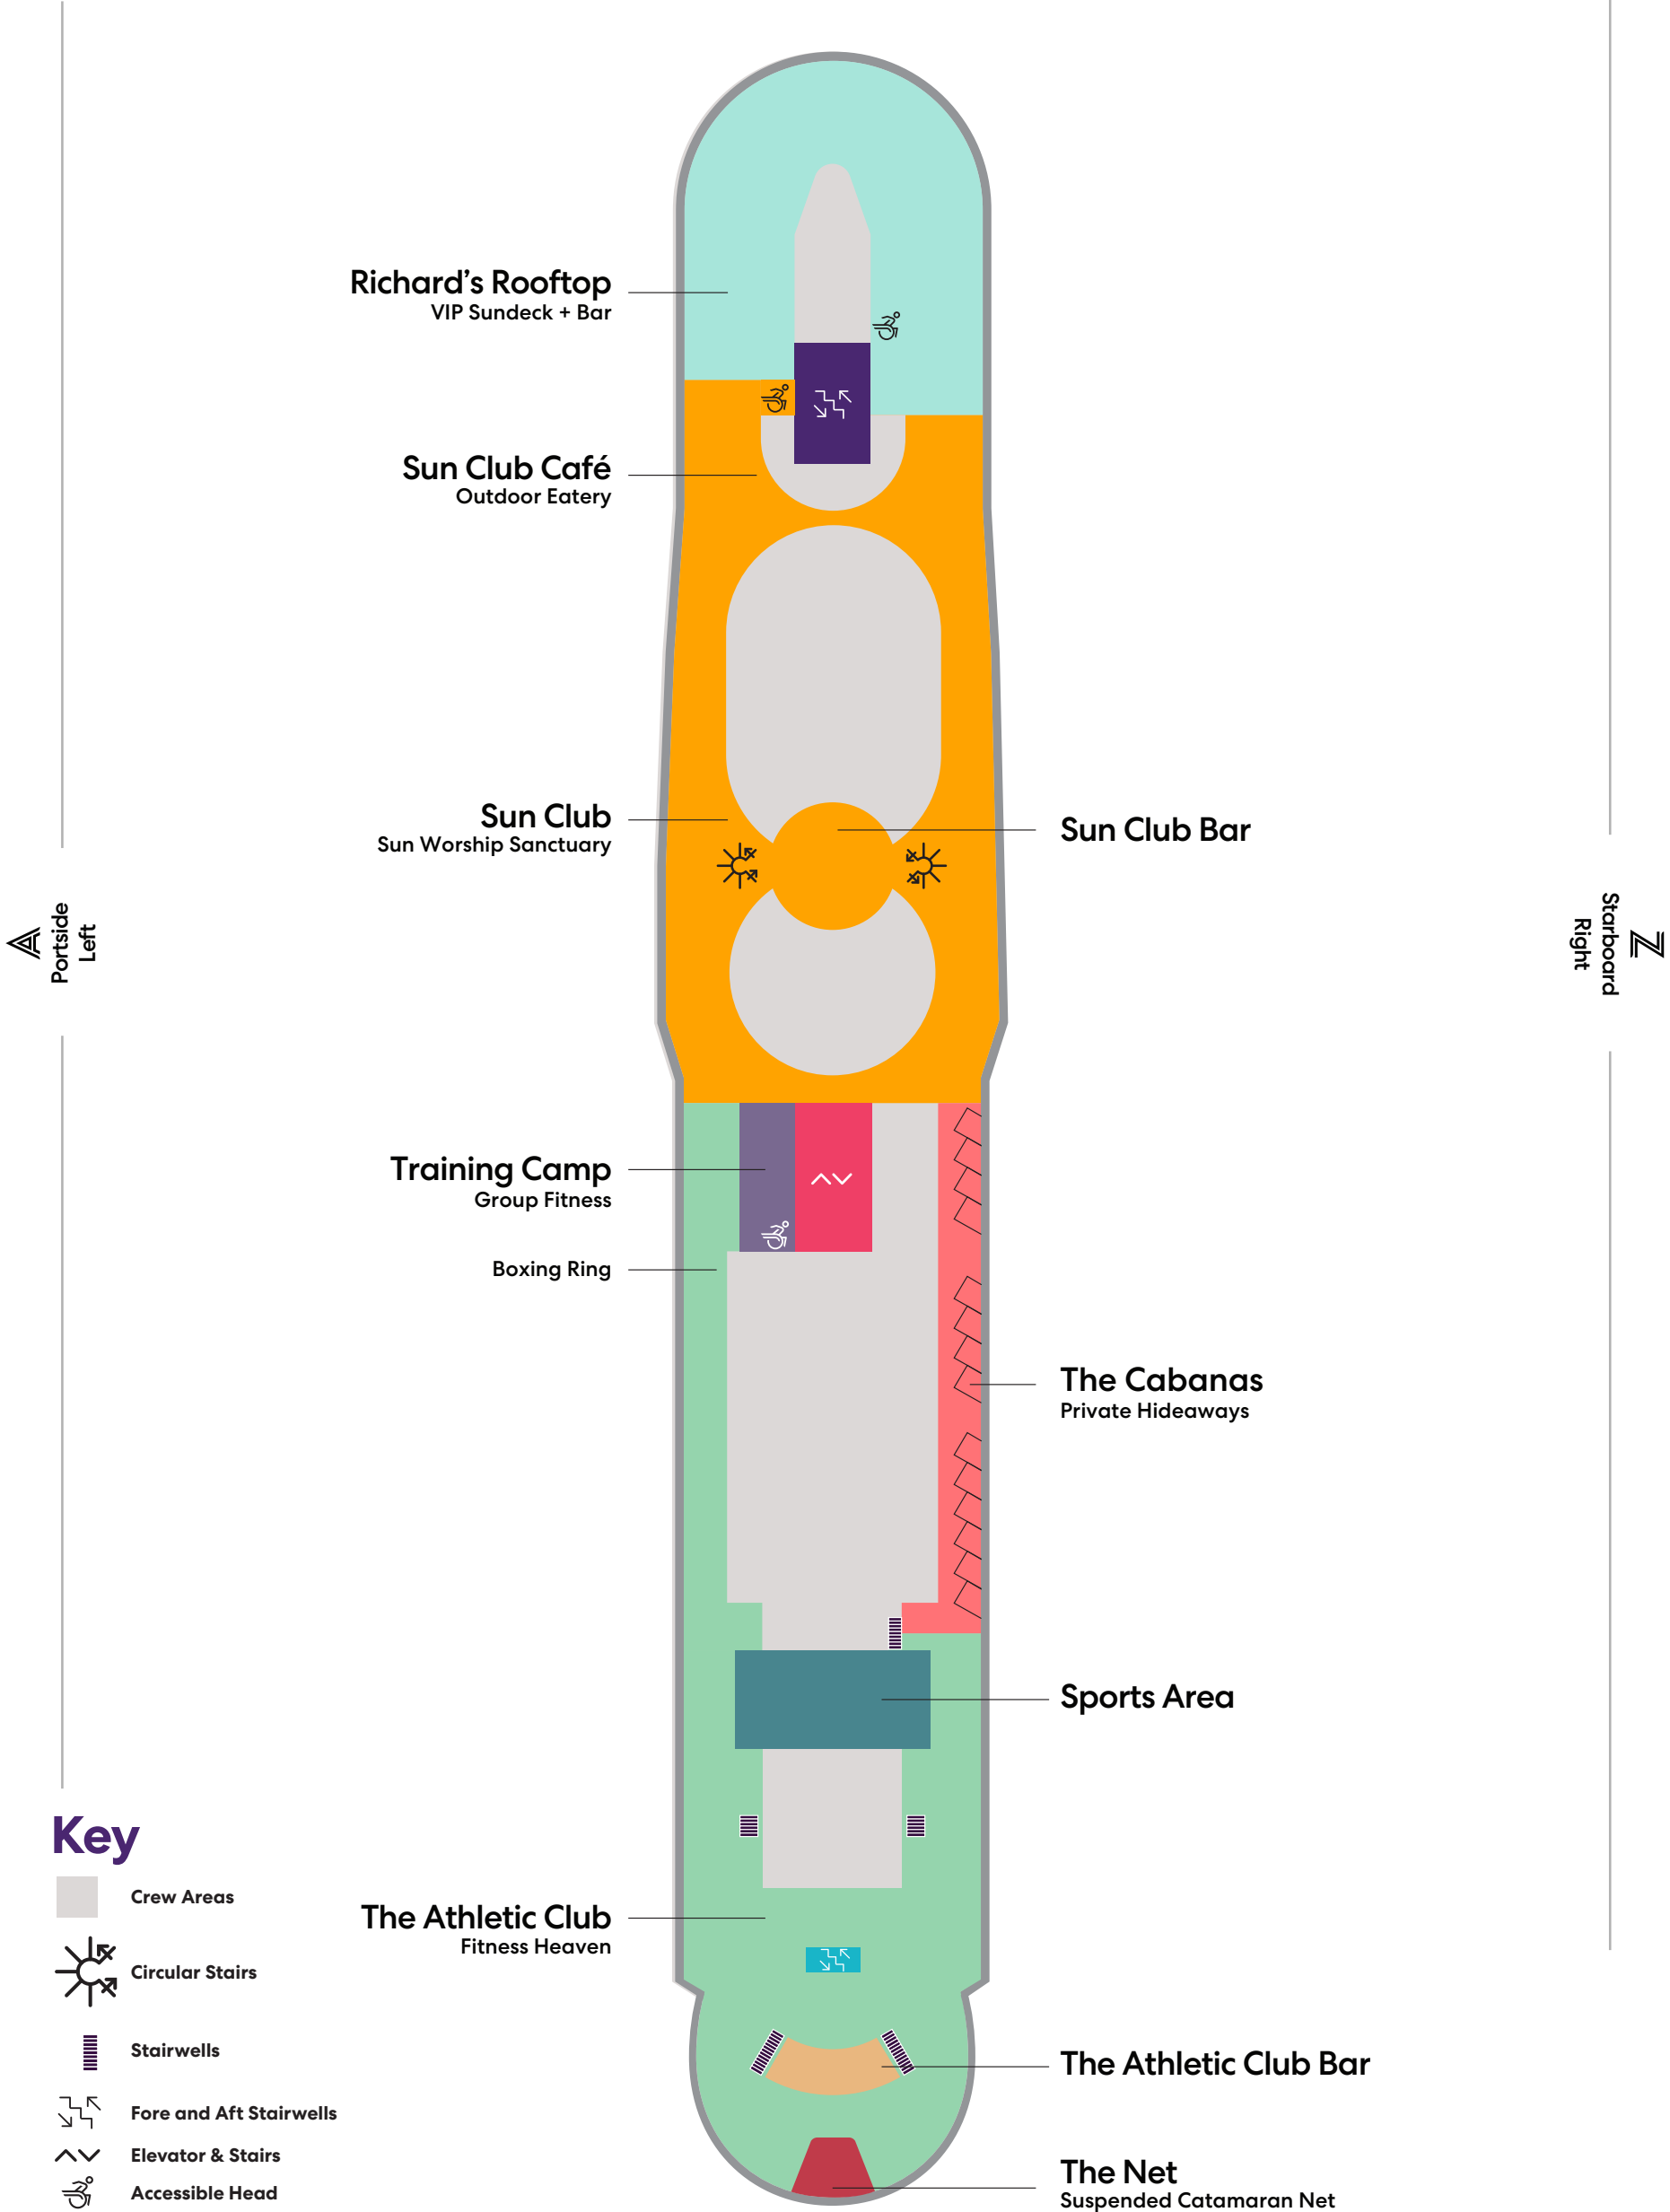 Richard’s Rooftop
VIP Sundeck + Bar
Sun Club Café
Outdoor Eatery
Sun Club
Sun Worship Sanctuary
Sun Club Bar
Portside
Left
Starboard
Right
Training Camp
Group Fitness
Boxing Ring
The Cabanas
Private Hideaways
Sports Area
Key
Crew Areas
Circular Stairs
Stairwells
Fore and Aft Stairwells
Elevator & Stairs
Accessible Head
The Athletic Club
Fitness Heaven
The Athletic Club Bar
The Net
Suspended Catamaran Net